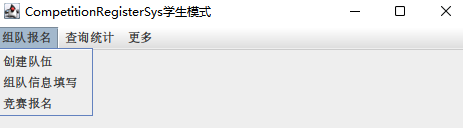 CompetitionRegisterSys学生模式
组队报名 查询统计 更多
创建队伍
组队信息填写
竞赛报名